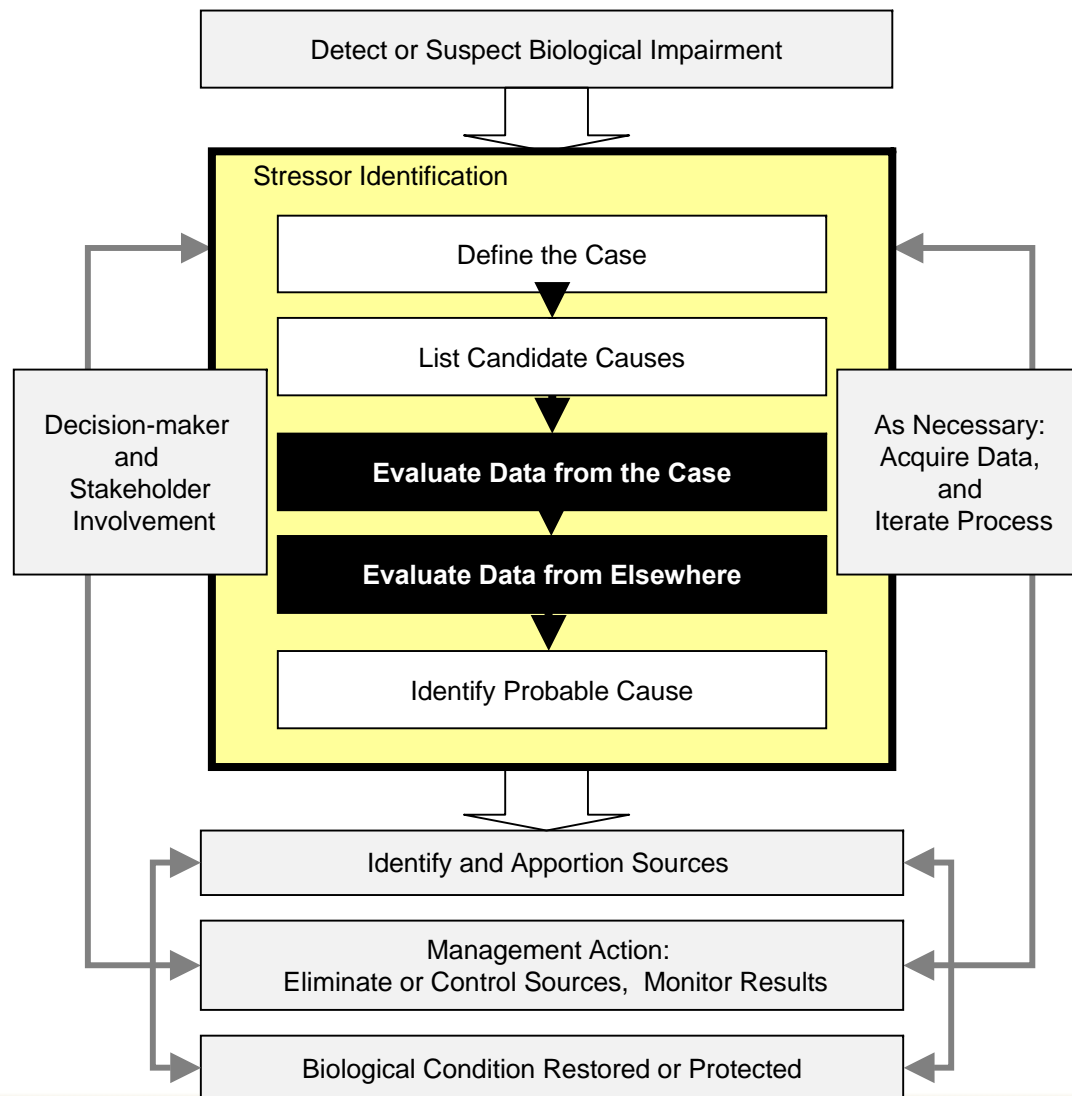 Detect or Suspect Biological Impairment
Stressor Identification
Define the Case
List Candidate Causes
Evaluate Data from the Case
Evaluate Data from Elsewhere
Identify Probable Cause
Decision-maker
and
Stakeholder
Involvement
As Necessary:
Acquire Data,
and
Iterate Process
Identify and Apportion Sources
Management Action:
Eliminate or Control Sources,  Monitor Results
Biological Condition Restored or Protected